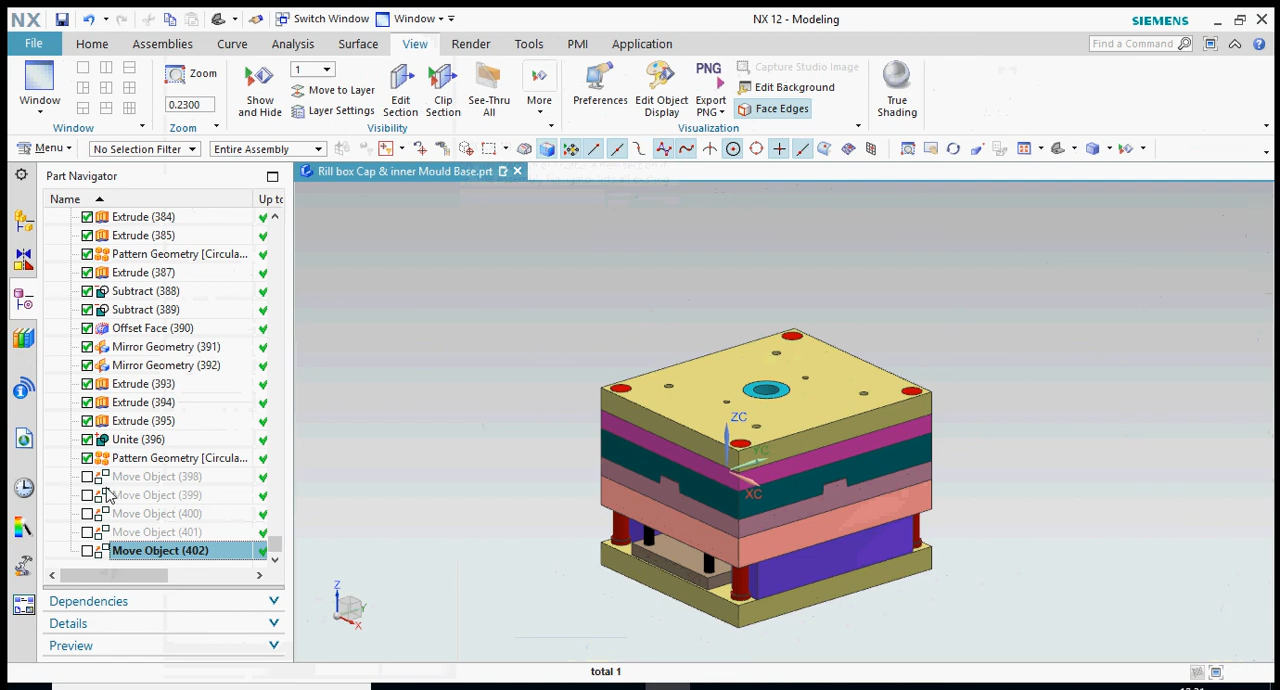 NX Switch Window Window NX 12 - Modeling SIEMENS
File Home Assemblies Curve Analysis Surface View Render Tools PMI Application Find a Command
Zoom 1 Move to Layer PNG Capture Studio Image
Edit Background
0.2300 Layer Settings Face Edges
Window Show and Hide Edit Section Clip Section See-Thru All More Preferences Edit Object Display Export PNG True Shading
Window Zoom Visibility Visualization
Menu No Selection Filter Entire Assembly
Part Navigator Rill box Cap & inner Mould Base.prt
Name Up to
Extrude (384)
Extrude (385)
Pattern Geometry [Circula...
Extrude (387)
Subtract (388)
Subtract (389)
Offset Face (390)
Mirror Geometry (391)
Mirror Geometry (392)
Extrude (393)
Extrude (394)
Extrude (395)
Unite (396)
Pattern Geometry [Circula...
Move Object (398)
Move Object (399)
Move Object (400)
Move Object (401)
Move Object (402)
ZC
YC
XC
Z
Y
X
Dependencies
Details
Preview
total 1